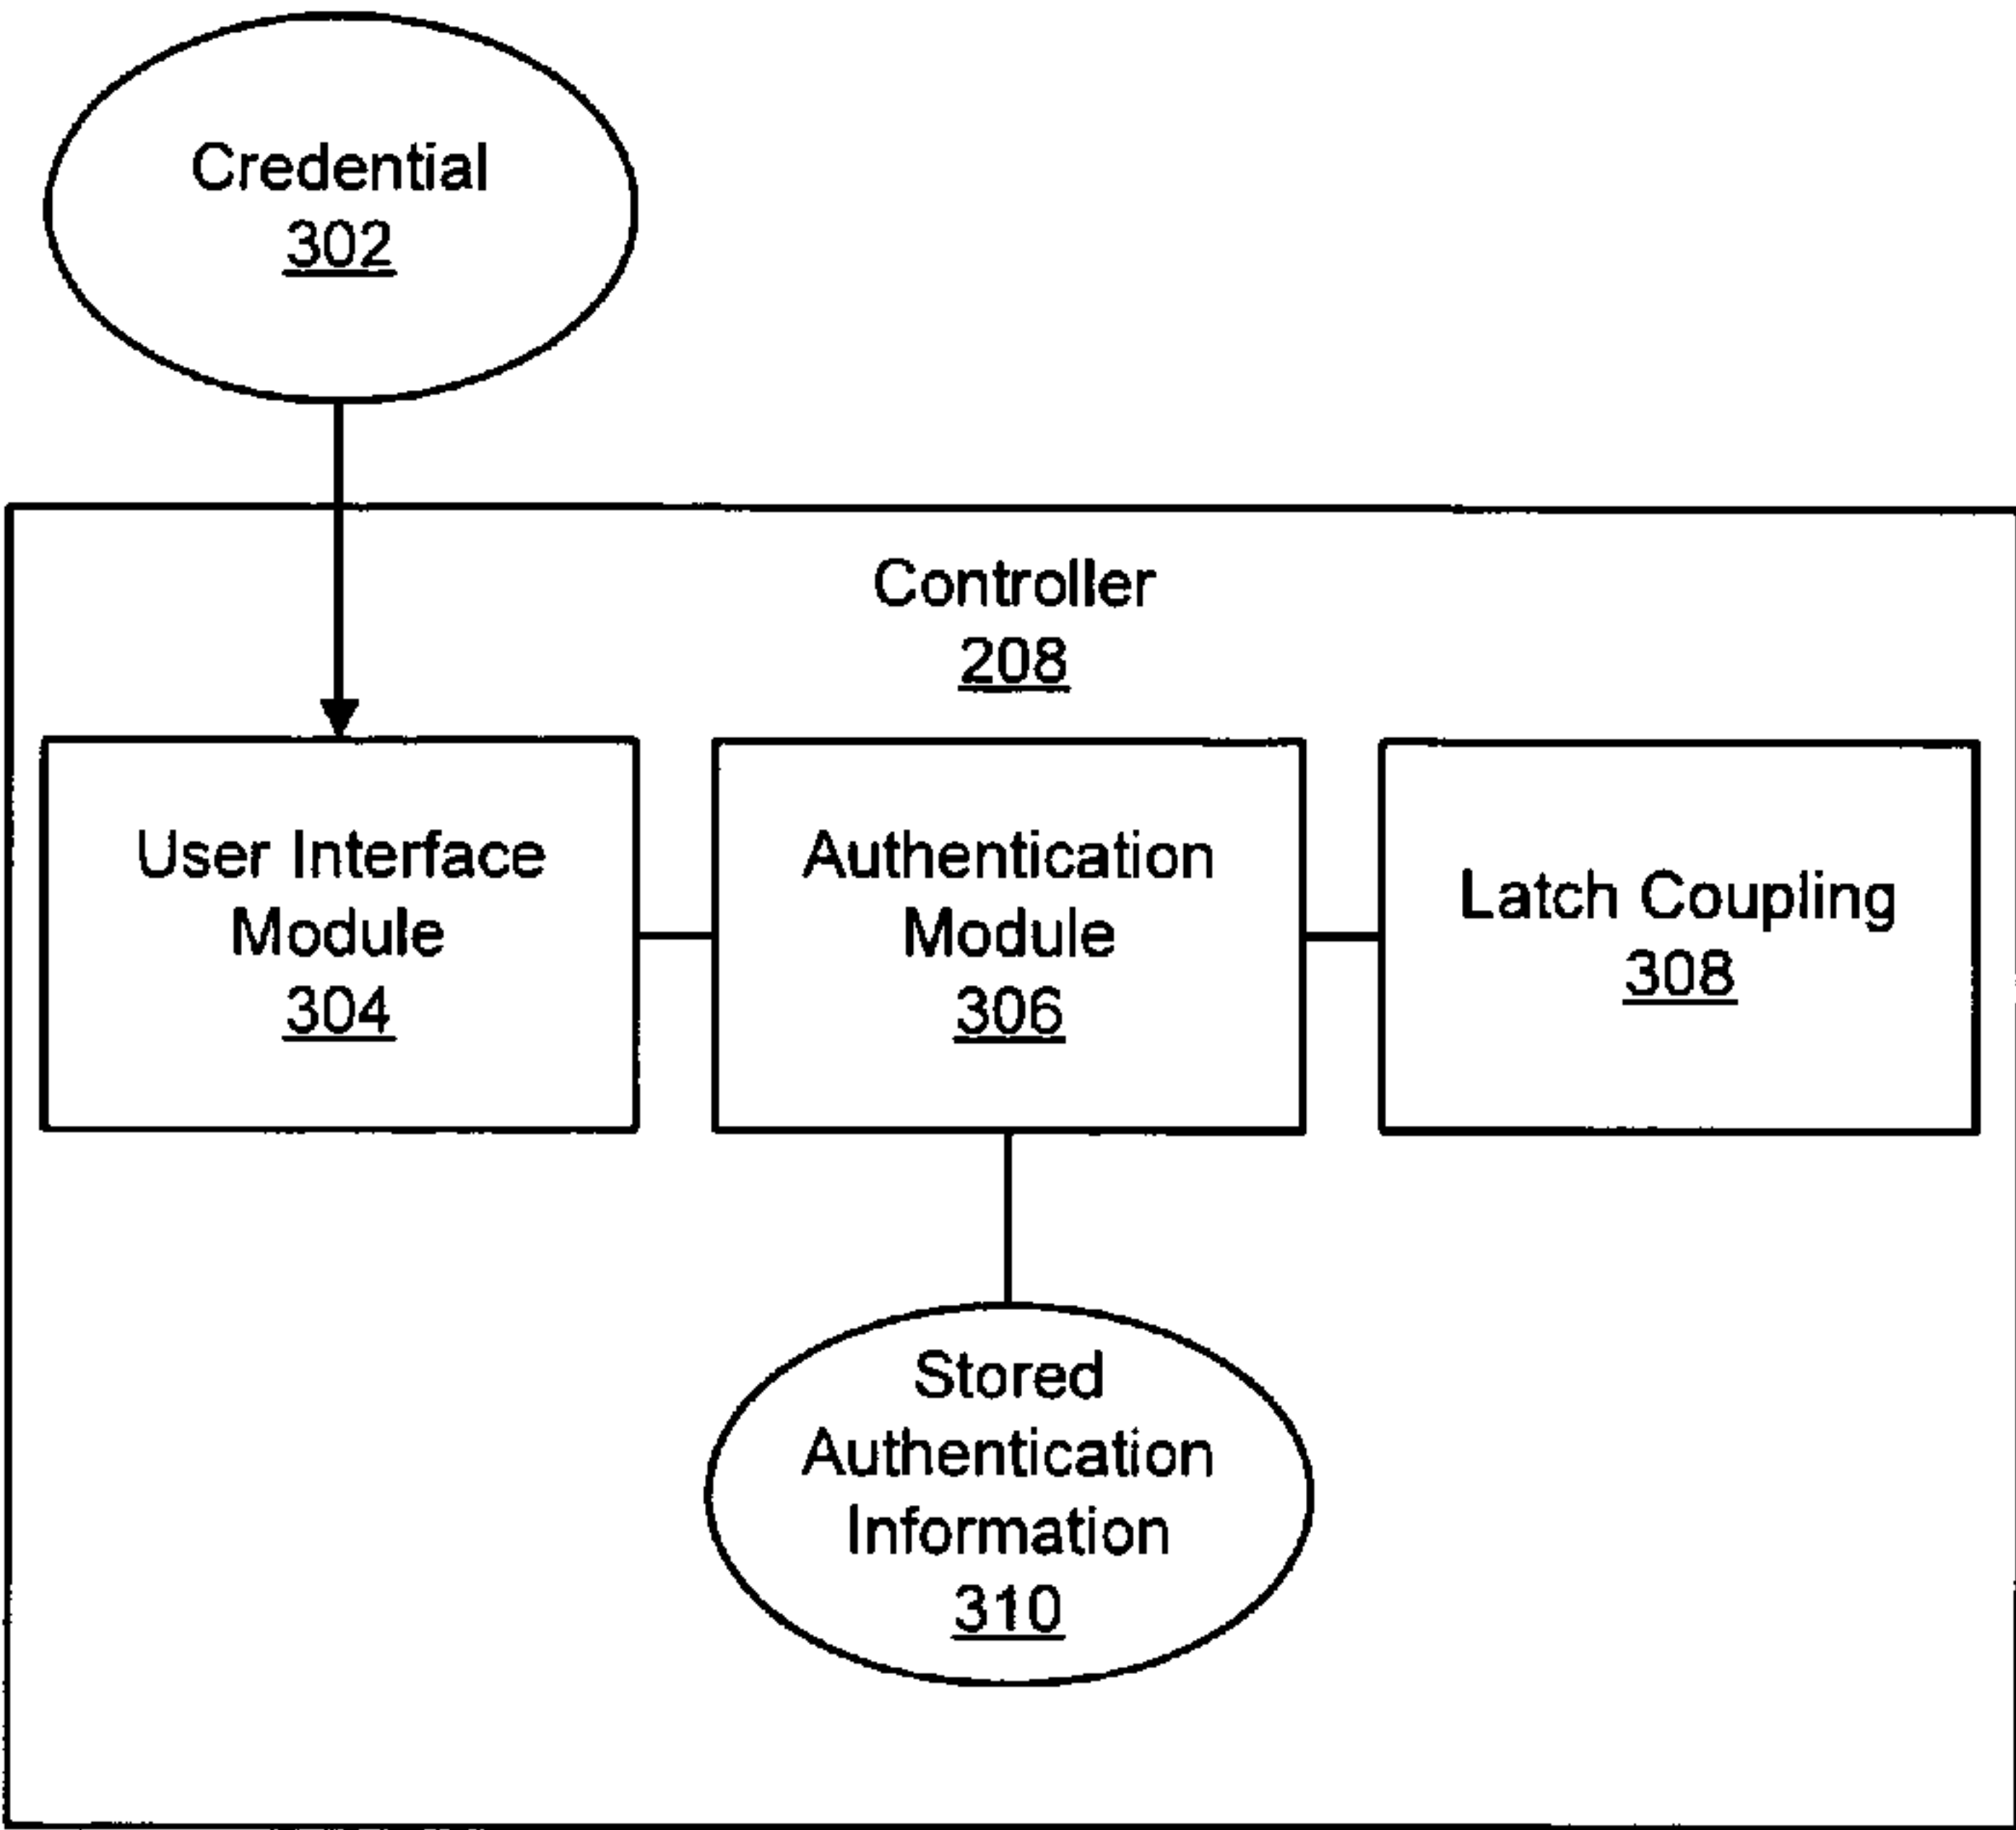 Credential
302
Controller
208
User Interface
Module
304
Authentication
Module
306
Latch Coupling
308
Stored
Authentication
Information
310